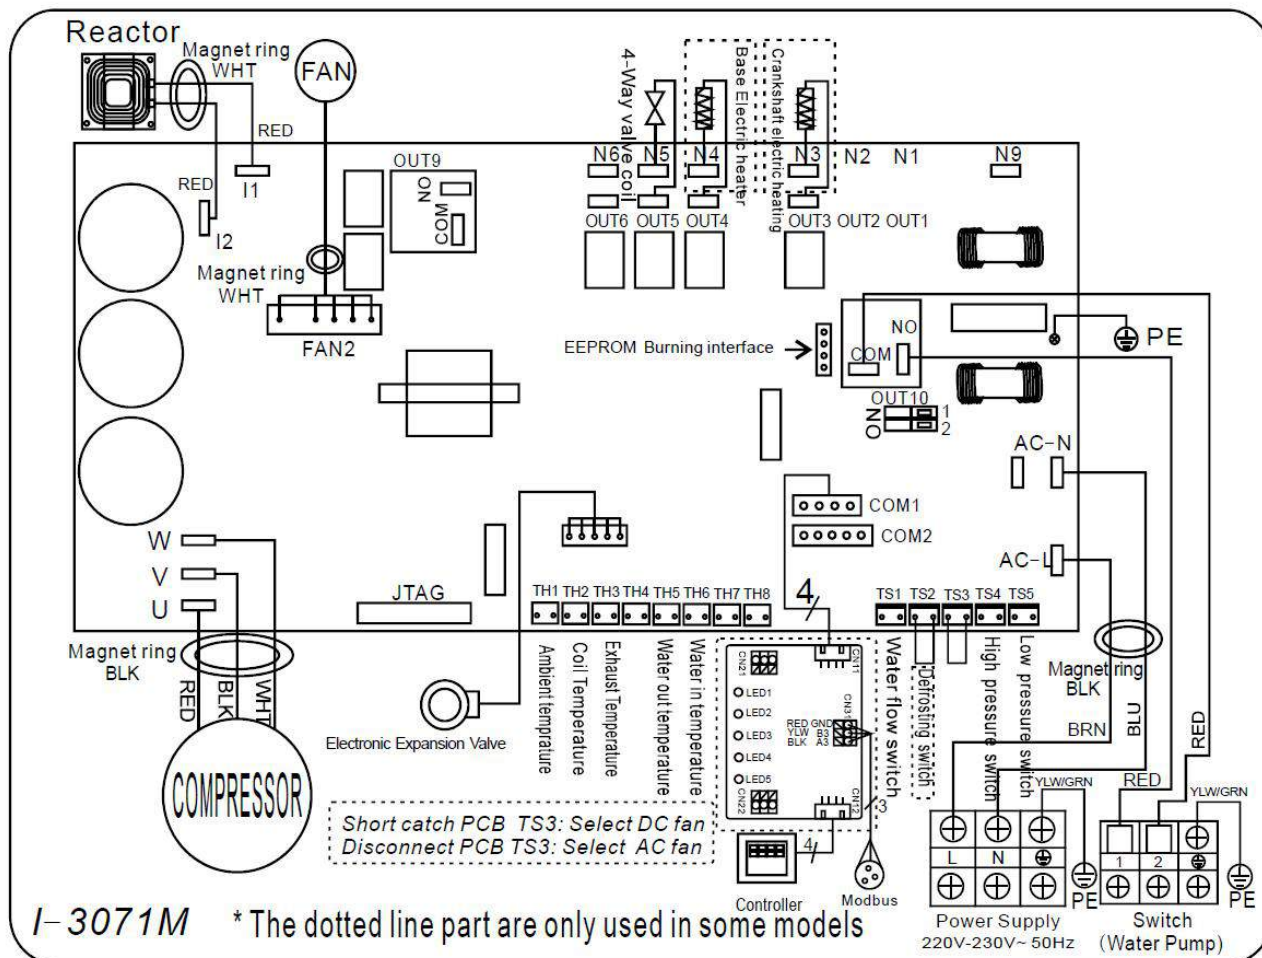 Reactor
Magnet ring
WHT
FAN
RED
RED
I1
I2
OUT9
NO
COM
Magnet ring
WHT
FAN2
4-Way valve coil
Base Electric heater
Crankshaft electric heating
N6
N5
N4
N3
N2
N1
N9
OUT6
OUT5
OUT4
OUT3
OUT2
OUT1
EEPROM Burning interface
NO
COM
OUT10
ON
1
2
PE
AC-N
AC-L
COM1
COM2
4
W
V
U
JTAG
TH1
TH2
TH3
TH4
TH5
TH6
TH7
TH8
TS1
TS2
TS3
TS4
TS5
Magnet ring
BLK
RED
BLK
WHT
COMPRESSOR
Electronic Expansion Valve
Ambient temprature
Coil Temperature
Exhaust Temperature
Water out temperature
Water in temperature
CN21
CN11
LED1
LED2
LED3
LED4
LED5
CN31
RED GND
YLW B3
BLK A3
CN22
CN12
Water flow switch
Defrosting switch
High pressure switch
Low pressure switch
Magnet ring
BLK
BRN
BLU
RED
RED
YLW/GRN
YLW/GRN
3
4
Short catch PCB TS3: Select DC fan
Disconnect PCB TS3: Select AC fan
Controller
Modbus
L
N
PE
1
2
PE
Power Supply
220V-230V~ 50Hz
Switch
(Water Pump)
I-3071M
* The dotted line part are only used in some models